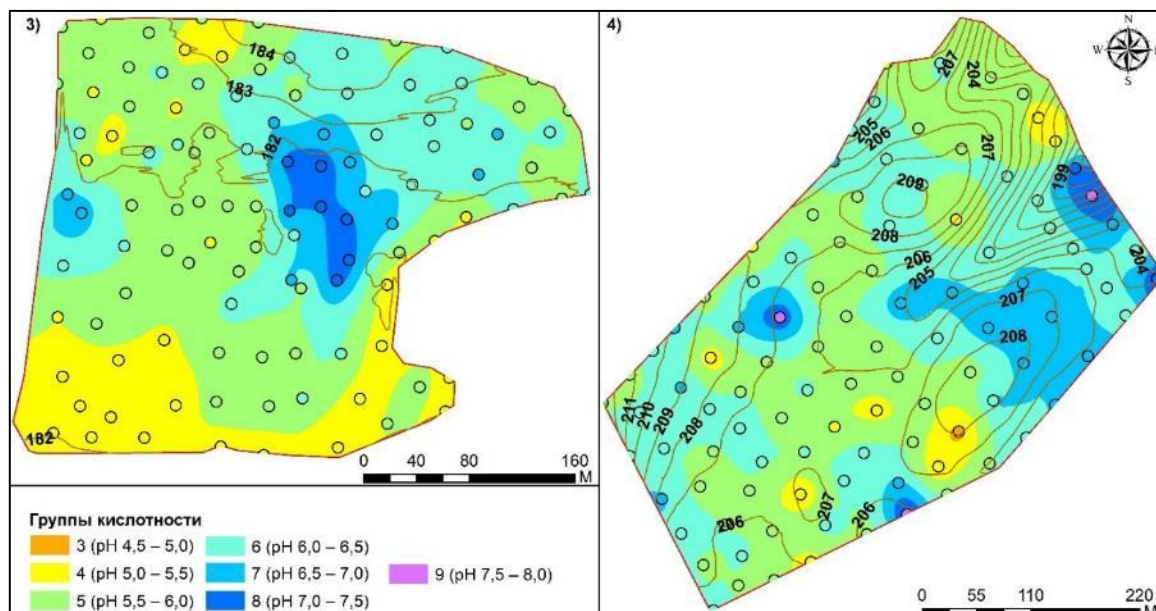 3)
184
183
182
182
0 40 80 160
М
4)
N
W E
S
207
204
205
206
207
209
199
208
206
205
204
207
208
211
210
209
208
207
206
206
0 55 110 220
М
Группы кислотности
3 (pH 4,5 – 5,0)
4 (pH 5,0 – 5,5)
5 (pH 5,5 – 6,0)
6 (pH 6,0 – 6,5)
7 (pH 6,5 – 7,0)
8 (pH 7,0 – 7,5)
9 (pH 7,5 – 8,0)